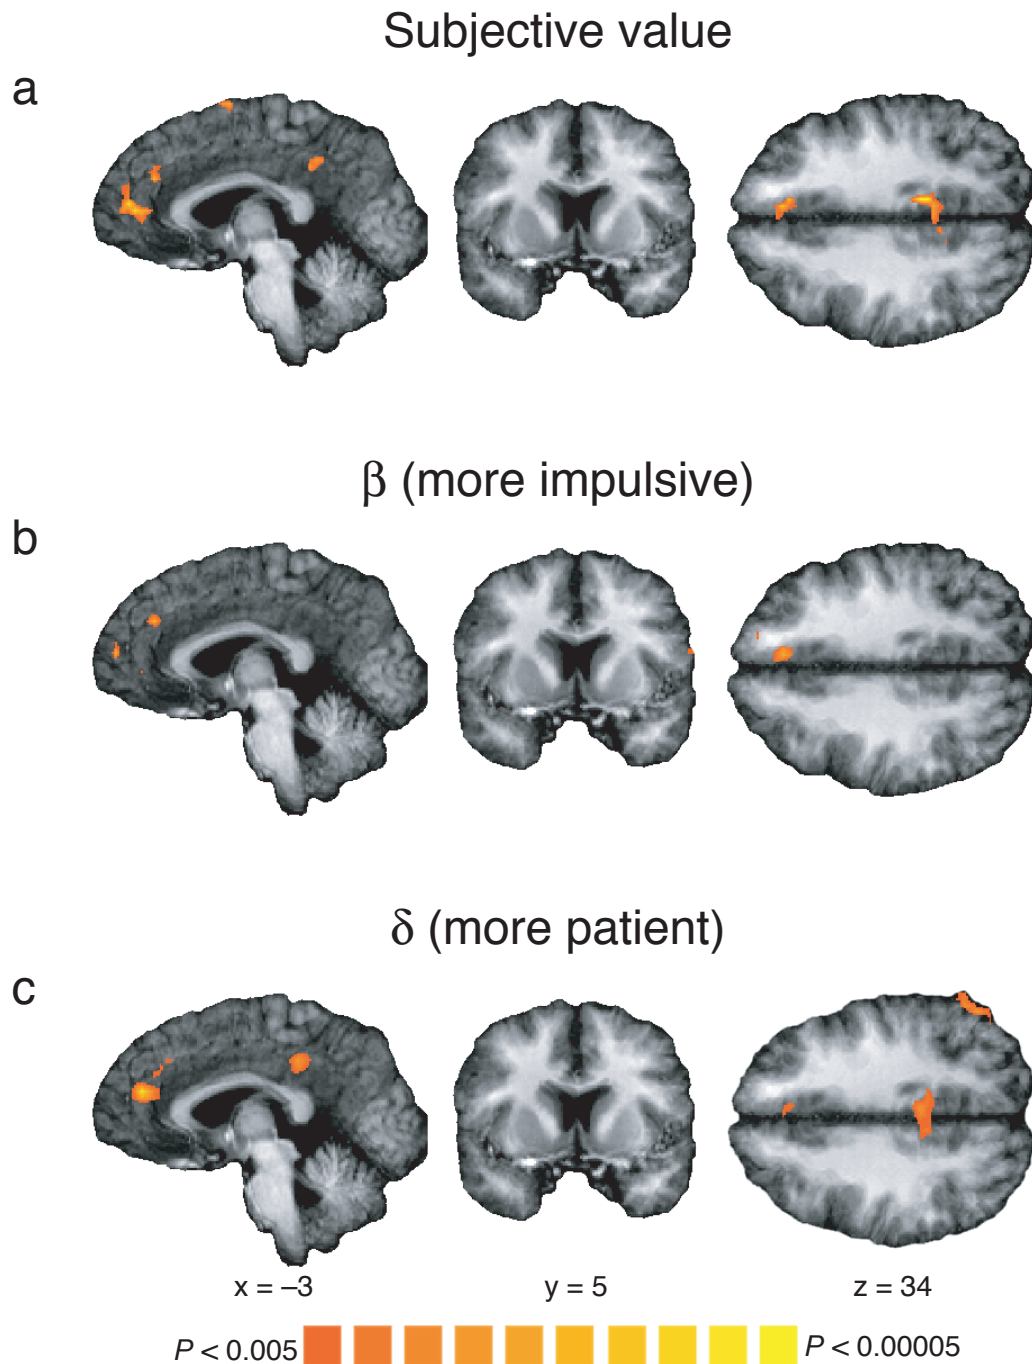 Subjective value
a
β (more impulsive)
b
δ (more patient)
c
x = –3 y = 5 z = 34
P < 0.005 P < 0.00005